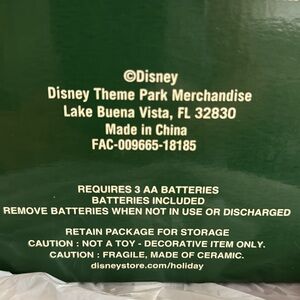 ©Disney
Disney Theme Park Merchandise
Lake Buena Vista, FL 32830
Made in China
FAC-009665-18185
REQUIRES 3 AA BATTERIES
BATTERIES INCLUDED
REMOVE BATTERIES WHEN NOT IN USE OR DISCHARGED
RETAIN PACKAGE FOR STORAGE
CAUTION : NOT A TOY - DECORATIVE ITEM ONLY.
CAUTION : FRAGILE, MADE OF CERAMIC.
disneystore.com/holiday